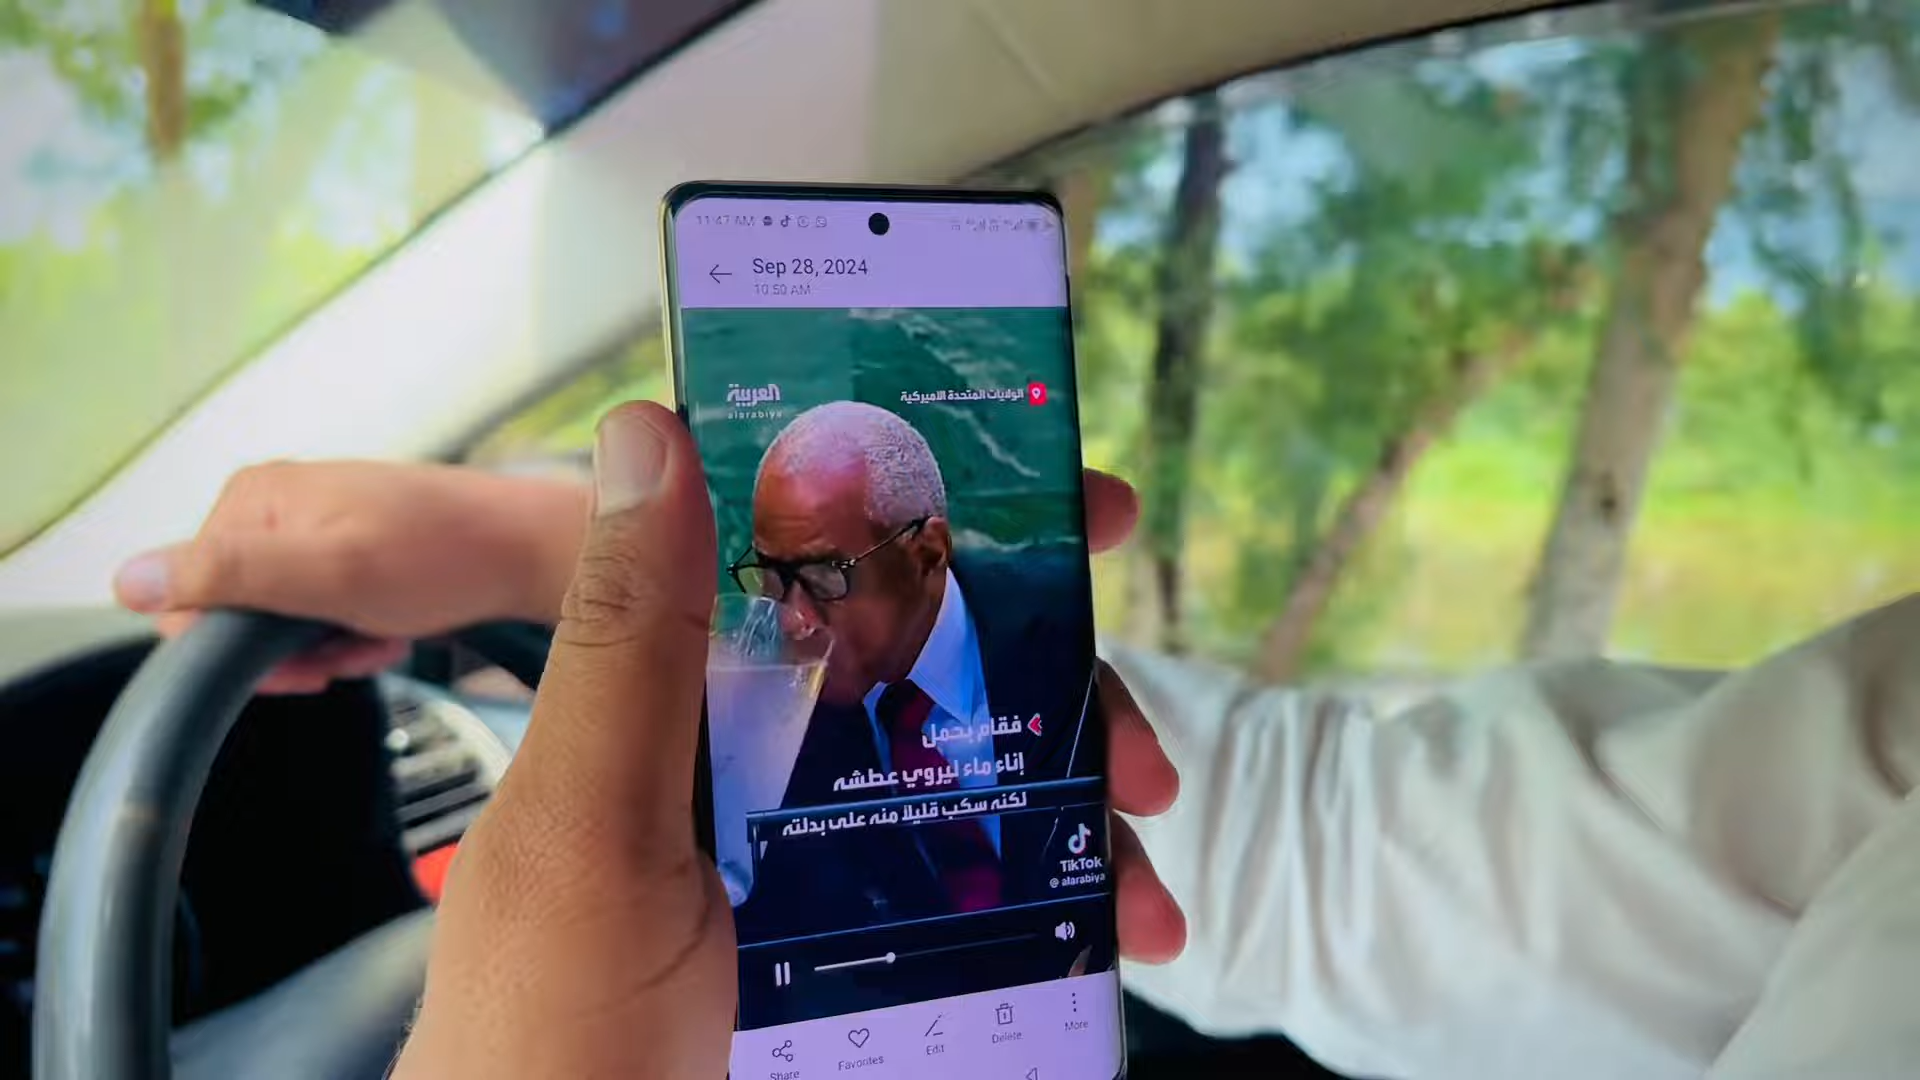 11:47 AM
Sep 28, 2024
10:50 AM
العربية
alarabiya
الولايات المتحدة الأميركية
فقام بحمل
إناء ماء ليروي عطشه
لكنه سكب قليلاً منه على بدلته
TikTok
@ alarabiya
Share
Favorites
Edit
Delete
More